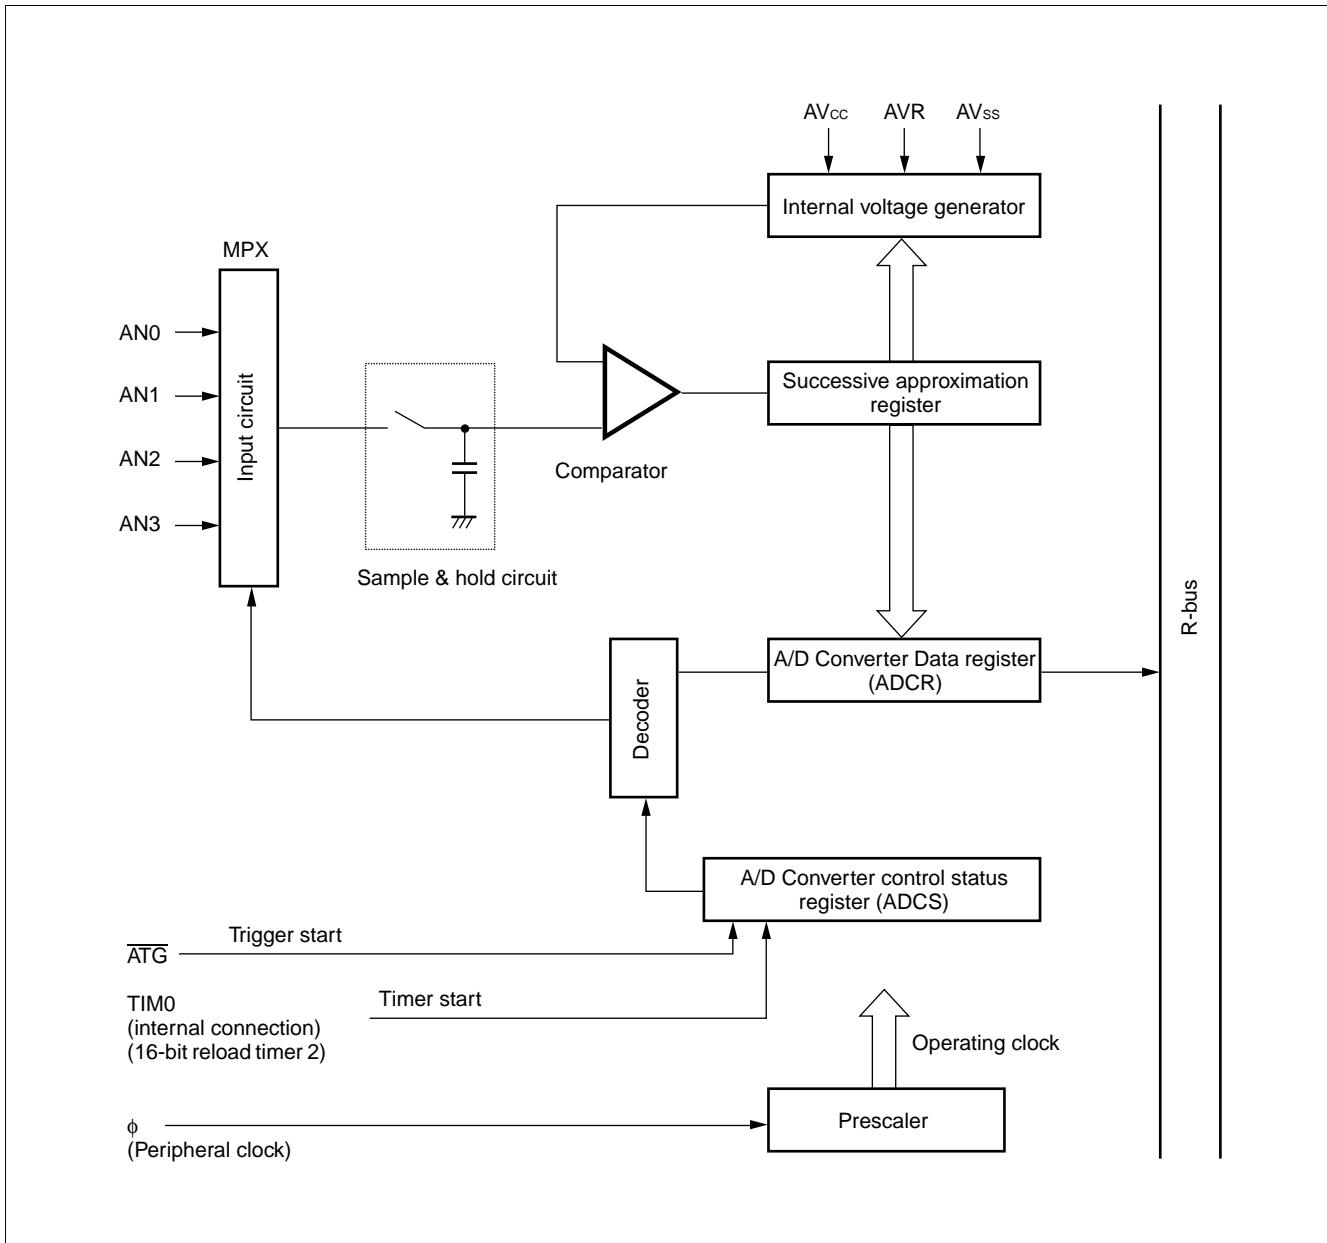 AVCC AVR AVSS
Internal voltage generator
MPX
AN0
AN1
AN2
AN3
Input circuit
Sample & hold circuit
Comparator
Successive approximation
register
R-bus
Decoder
A/D Converter Data register
(ADCR)
A/D Converter control status
register (ADCS)
ATG
Trigger start
TIM0
(internal connection)
(16-bit reload timer 2)
Timer start
Operating clock
Prescaler
ϕ
(Peripheral clock)